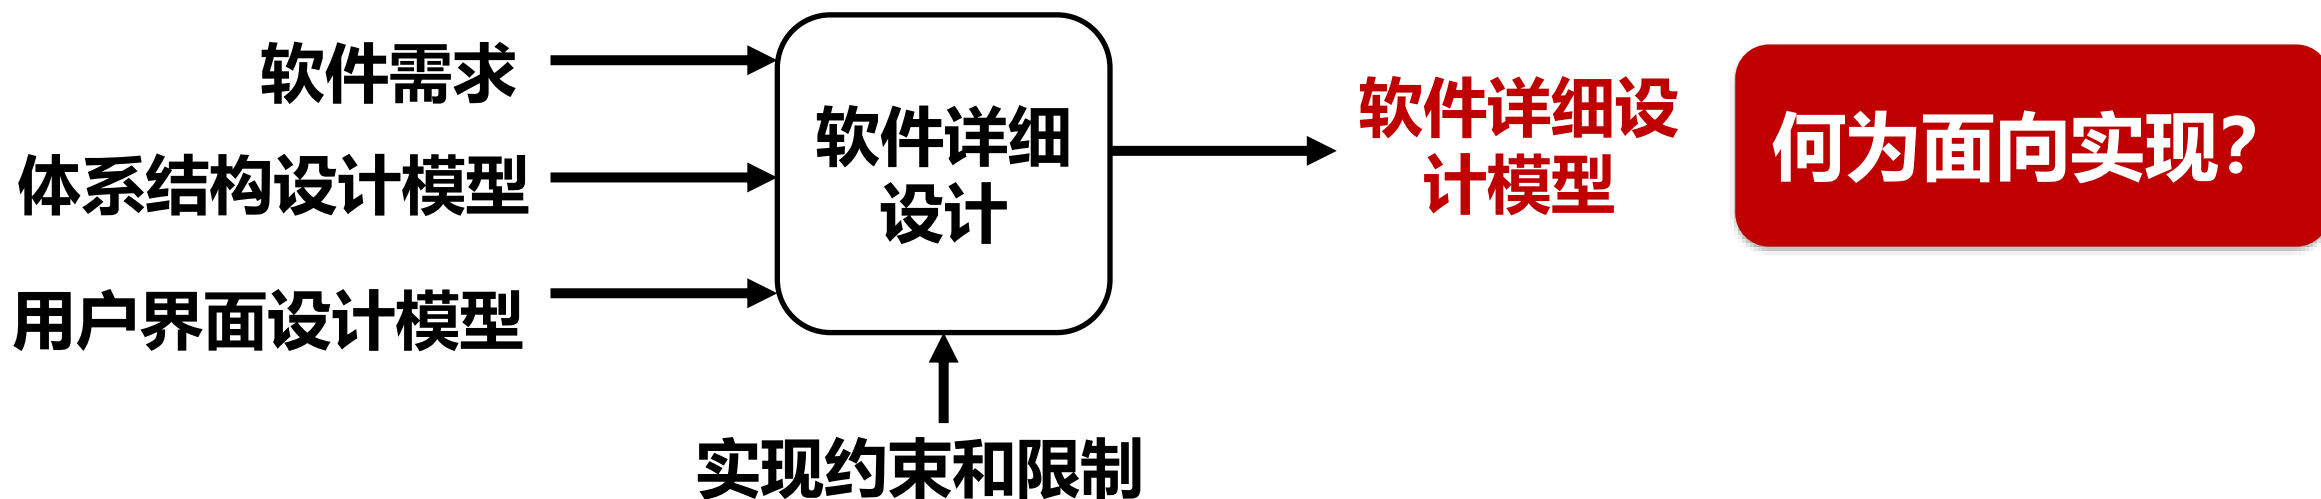 软件需求
体系结构设计模型
用户界面设计模型
软件详细
设计
实现约束和限制
软件详细设
计模型
何为面向实现?